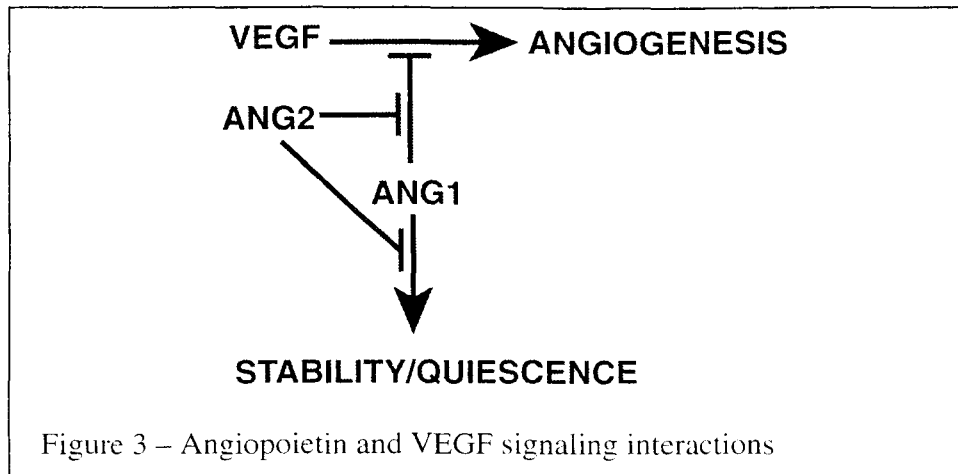 VEGF ANGIOGENESIS
ANG2
ANG1
STABILITY/QUIESCENCE
Figure 3 – Angiopoietin and VEGF signaling interactions